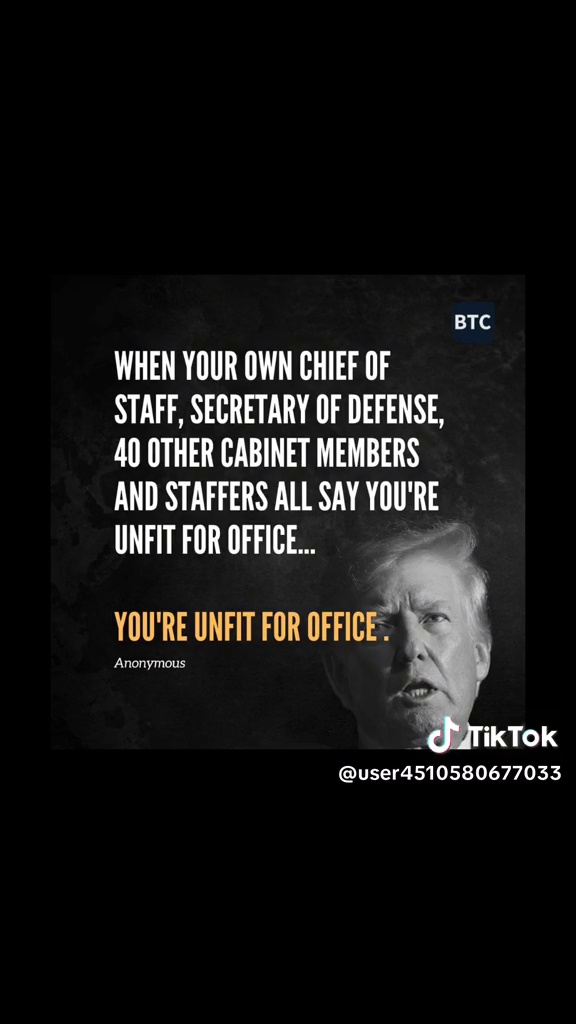 BTC
WHEN YOUR OWN CHIEF OF
STAFF, SECRETARY OF DEFENSE,
40 OTHER CABINET MEMBERS
AND STAFFERS ALL SAY YOU'RE
UNFIT FOR OFFICE...
YOU'RE UNFIT FOR OFFICE .
Anonymous
TikTok
@user4510580677033